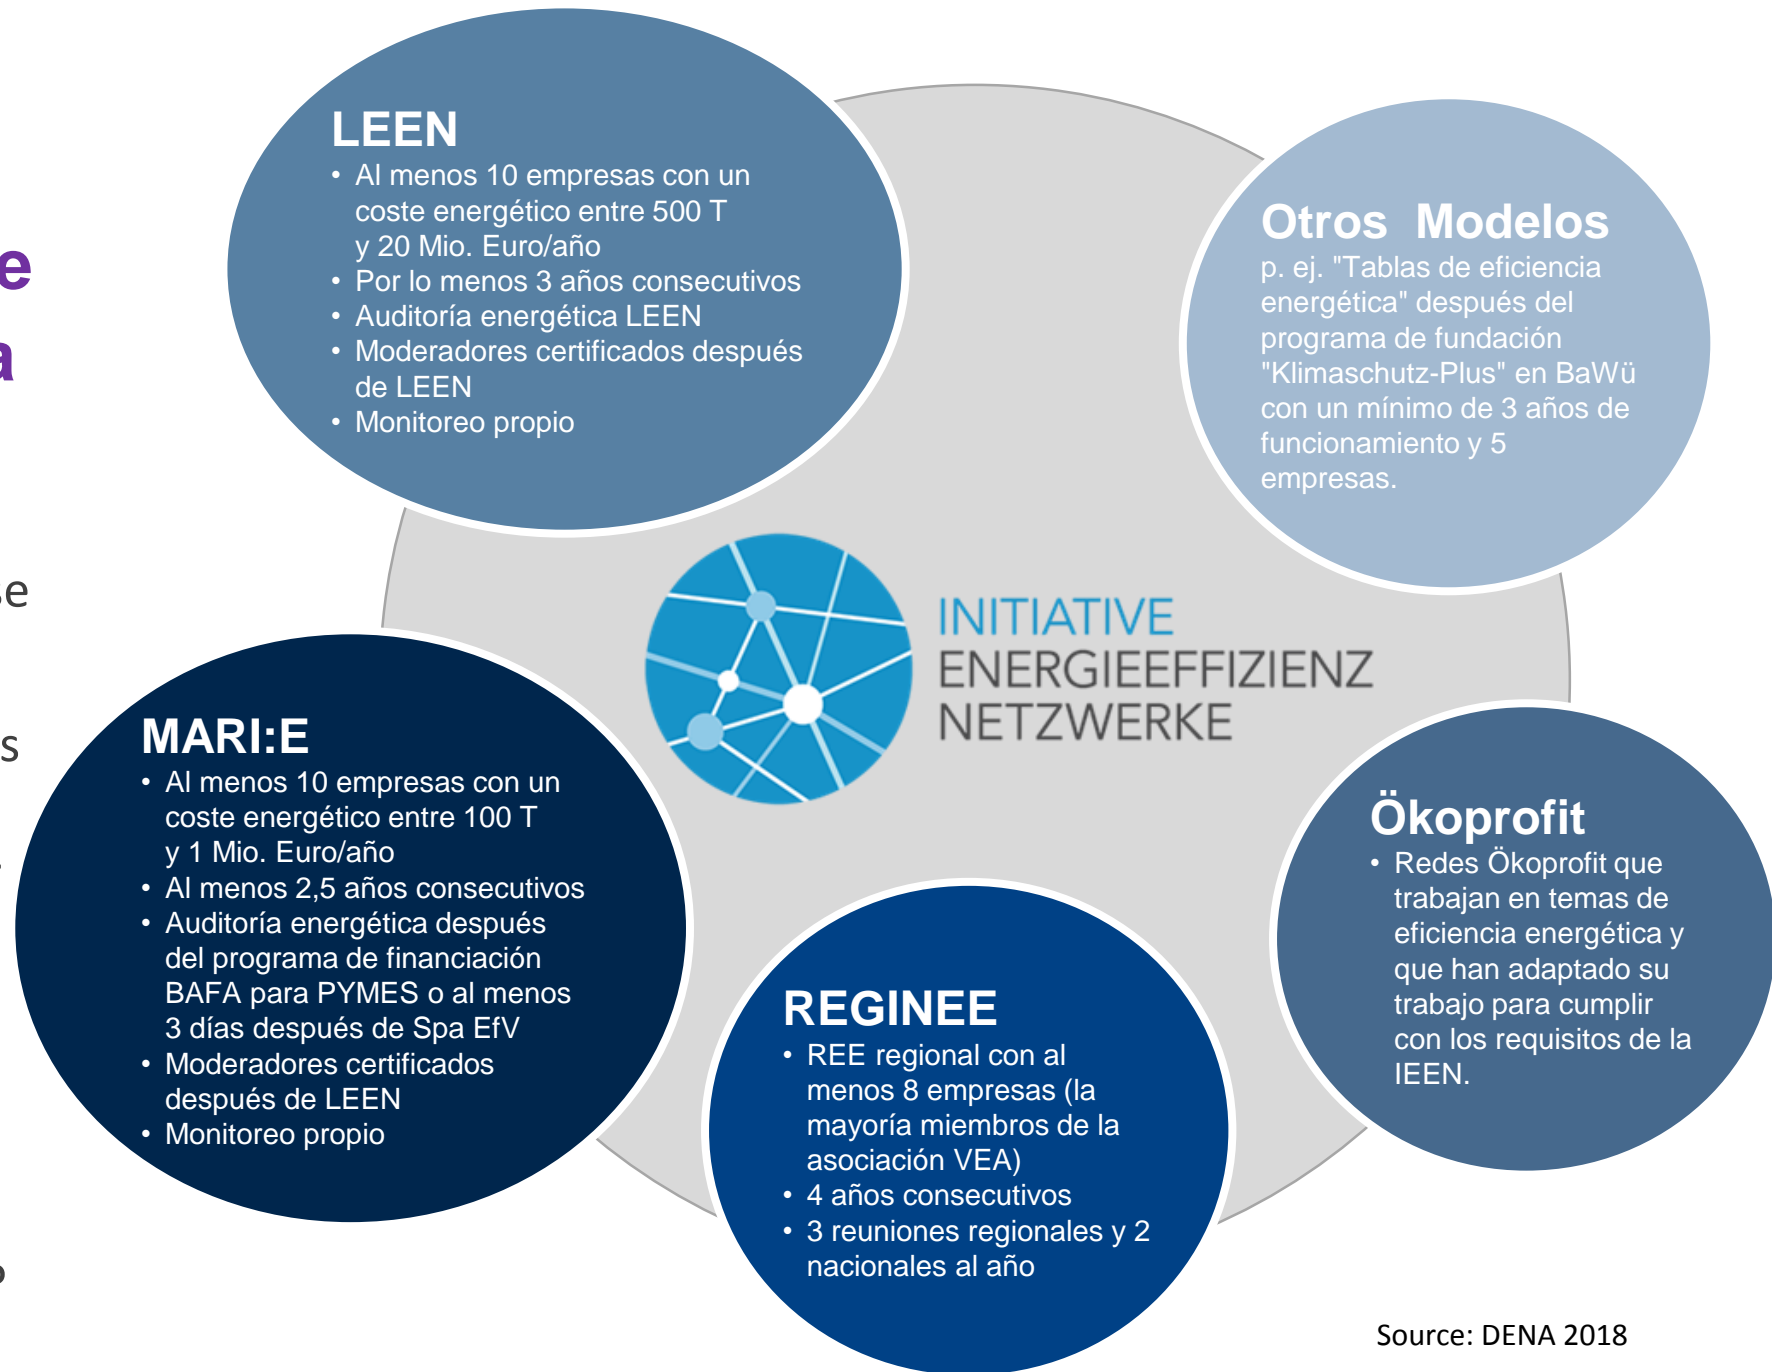 e
a
se
s
.
LEEN
• Al menos 10 empresas con un
coste energético entre 500 T
y 20 Mio. Euro/año
• Por lo menos 3 años consecutivos
• Auditoría energética LEEN
• Moderadores certificados después
de LEEN
• Monitoreo propio
Otros Modelos
p. ej. "Tablas de eficiencia
energética" después del
programa de fundación
"Klimaschutz-Plus" en BaWü
con un mínimo de 3 años de
funcionamiento y 5
empresas.
INITIATIVE
ENERGIEEFFIZIENZ
NETZWERKE
MARI:E
• Al menos 10 empresas con un
coste energético entre 100 T
y 1 Mio. Euro/año
• Al menos 2,5 años consecutivos
• Auditoría energética después
del programa de financiación
BAFA para PYMES o al menos
3 días después de Spa EfV
• Moderadores certificados
después de LEEN
• Monitoreo propio
REGINEE
• REE regional con al
menos 8 empresas (la
mayoría miembros de la
asociación VEA)
• 4 años consecutivos
• 3 reuniones regionales y 2
nacionales al año
Ökoprofit
• Redes Ökoprofit que
trabajan en temas de
eficiencia energética y
que han adaptado su
trabajo para cumplir
con los requisitos de la
IEEN.
Source: DENA 2018